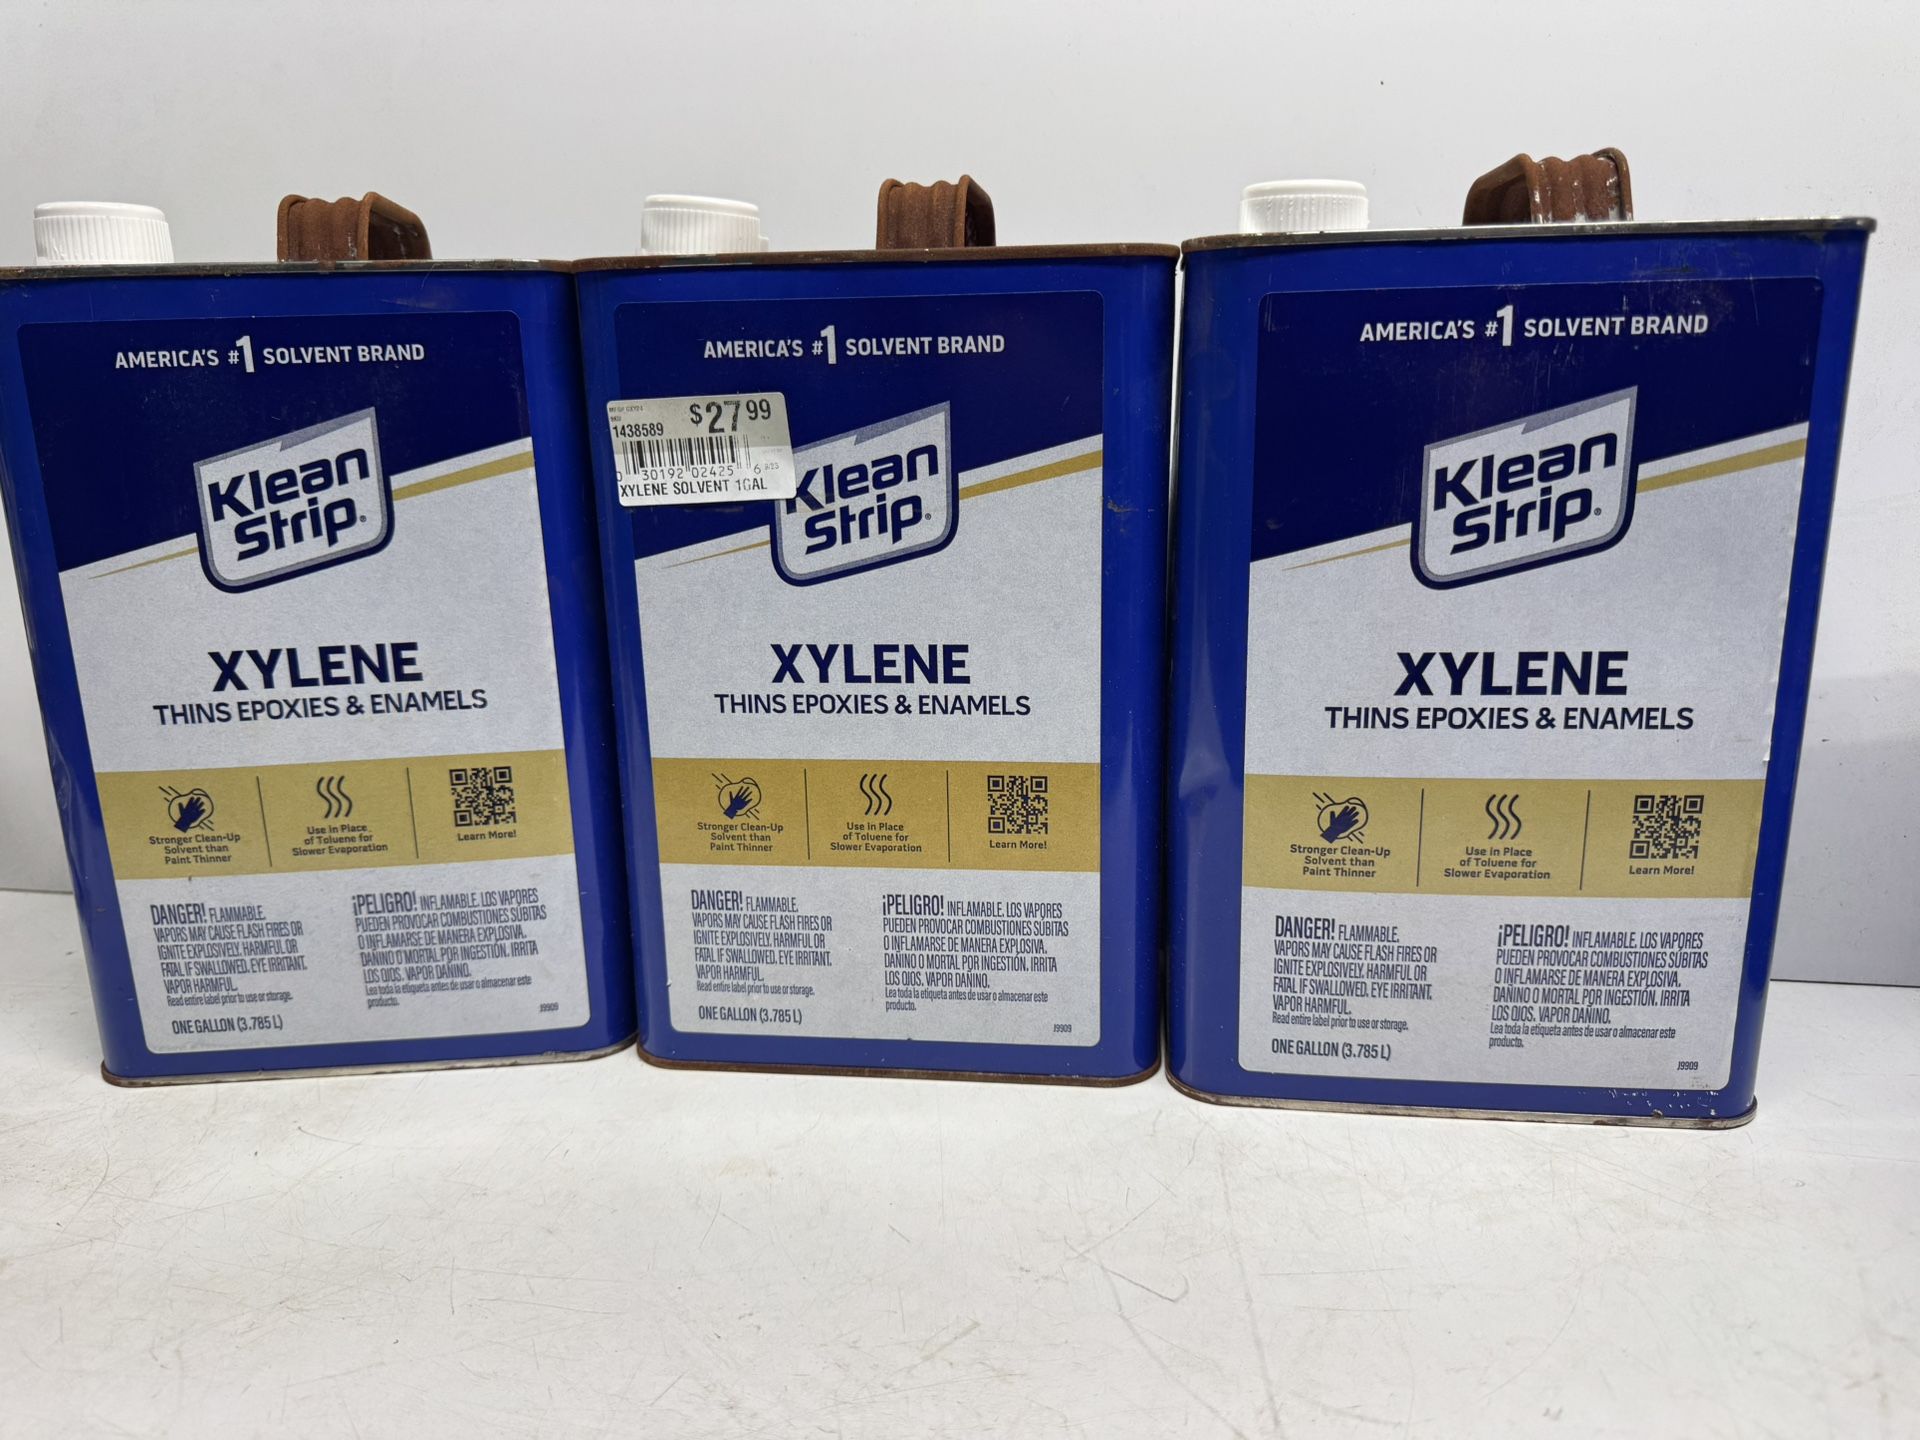 AMERICA'S #1 SOLVENT BRAND
Klean
Strip®
XYLENE
THINS EPOXIES & ENAMELS
Stronger Clean-Up
Solvent than
Paint Thinner
Use in Place
of Toluene for
Slower Evaporation
Learn More!
DANGER! FLAMMABLE.
VAPORS MAY CAUSE FLASH FIRES OR
IGNITE EXPLOSIVELY. HARMFUL OR
FATAL IF SWALLOWED. EYE IRRITANT.
VAPOR HARMFUL.
Read entire label prior to use or storage.
ONE GALLON (3.785 L)
¡PELIGRO! INFLAMABLE. LOS VAPORES
PUEDEN PROVOCAR COMBUSTIONES SÚBITAS
O INFLAMARSE DE MANERA EXPLOSIVA.
DAÑINO O MORTAL POR INGESTIÓN. IRRITA
LOS OJOS. VAPOR DAÑINO.
Lea toda la etiqueta antes de usar o almacenar este
producto.
J9909
AMERICA'S #1 SOLVENT BRAND
SKU
1438589
$27.99
0 30192 02425 6
9/23
XYLENE SOLVENT 1GAL
Klean
Strip®
XYLENE
THINS EPOXIES & ENAMELS
Stronger Clean-Up
Solvent than
Paint Thinner
Use in Place
of Toluene for
Slower Evaporation
Learn More!
DANGER! FLAMMABLE.
VAPORS MAY CAUSE FLASH FIRES OR
IGNITE EXPLOSIVELY. HARMFUL OR
FATAL IF SWALLOWED. EYE IRRITANT.
VAPOR HARMFUL.
Read entire label prior to use or storage.
ONE GALLON (3.785 L)
¡PELIGRO! INFLAMABLE. LOS VAPORES
PUEDEN PROVOCAR COMBUSTIONES SÚBITAS
O INFLAMARSE DE MANERA EXPLOSIVA.
DAÑINO O MORTAL POR INGESTIÓN. IRRITA
LOS OJOS. VAPOR DAÑINO.
Lea toda la etiqueta antes de usar o almacenar este
producto.
J9909
AMERICA'S #1 SOLVENT BRAND
Klean
Strip®
XYLENE
THINS EPOXIES & ENAMELS
Stronger Clean-Up
Solvent than
Paint Thinner
Use in Place
of Toluene for
Slower Evaporation
Learn More!
DANGER! FLAMMABLE.
VAPORS MAY CAUSE FLASH FIRES OR
IGNITE EXPLOSIVELY. HARMFUL OR
FATAL IF SWALLOWED. EYE IRRITANT.
VAPOR HARMFUL.
Read entire label prior to use or storage.
ONE GALLON (3.785 L)
¡PELIGRO! INFLAMABLE. LOS VAPORES
PUEDEN PROVOCAR COMBUSTIONES SÚBITAS
O INFLAMARSE DE MANERA EXPLOSIVA.
DAÑINO O MORTAL POR INGESTIÓN. IRRITA
LOS OJOS. VAPOR DAÑINO.
Lea toda la etiqueta antes de usar o almacenar este
producto.
J9909